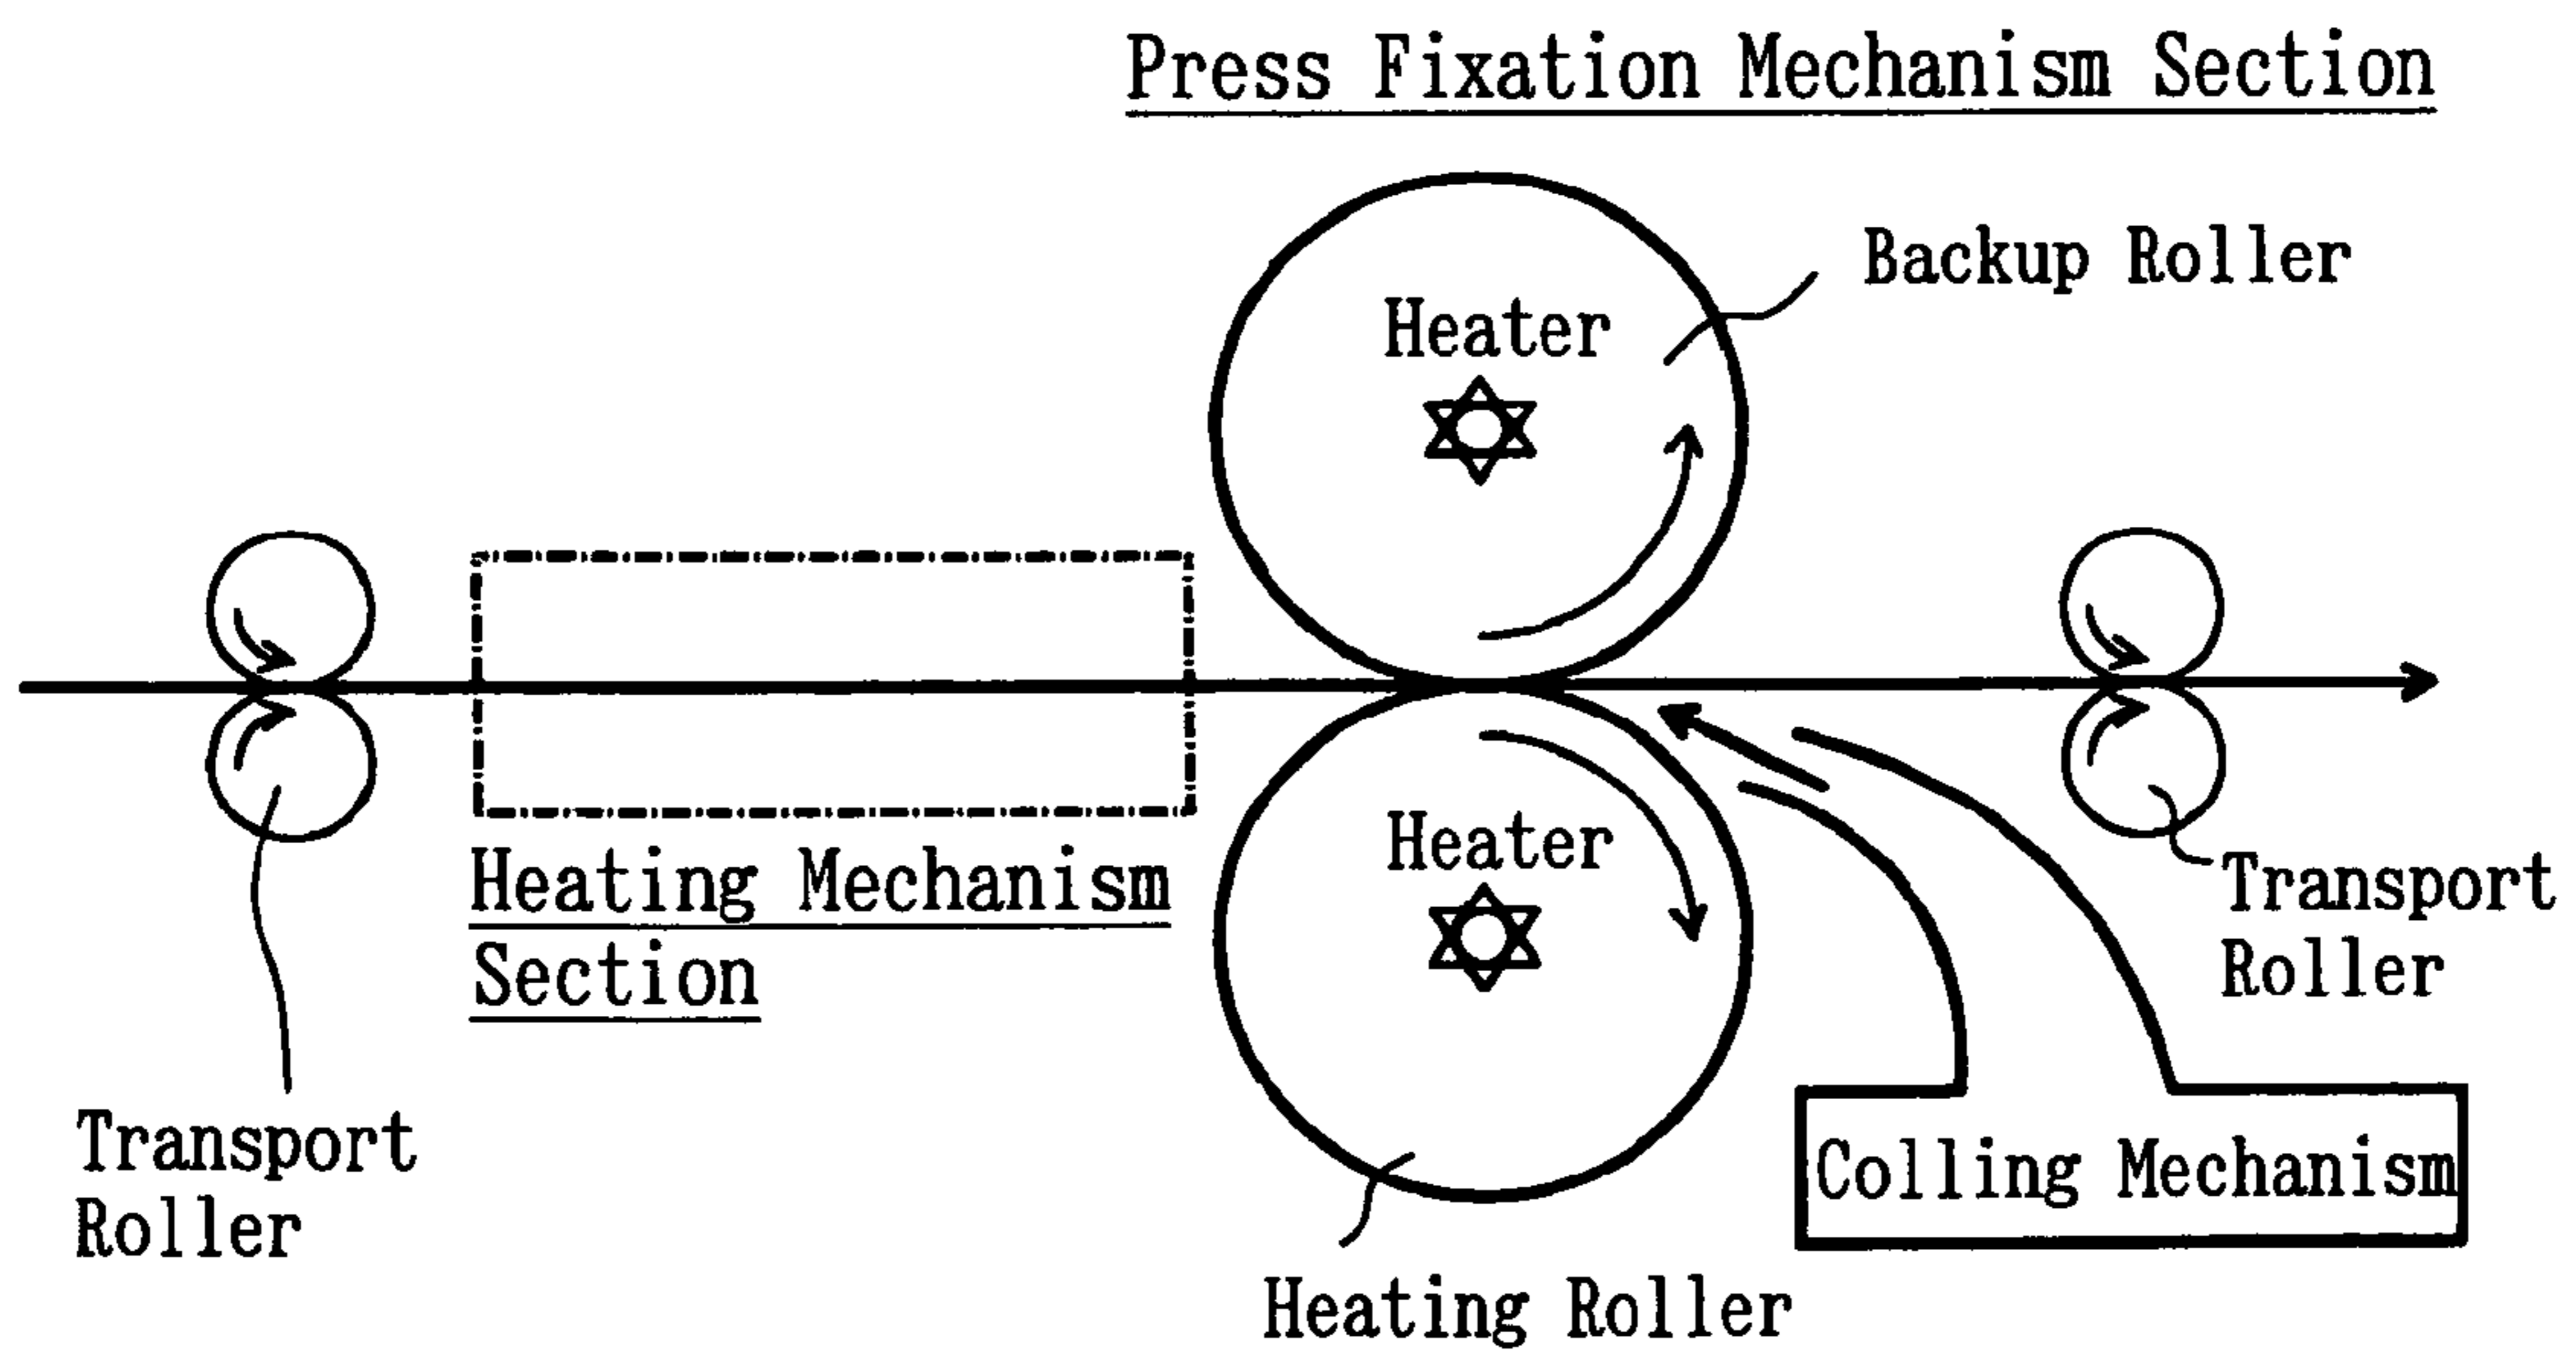 Press Fixation Mechanism Section
Backup Roller
Heater
Heating Mechanism
Section
Heater
Transport
Roller
Transport
Roller
Colling Mechanism
Heating Roller